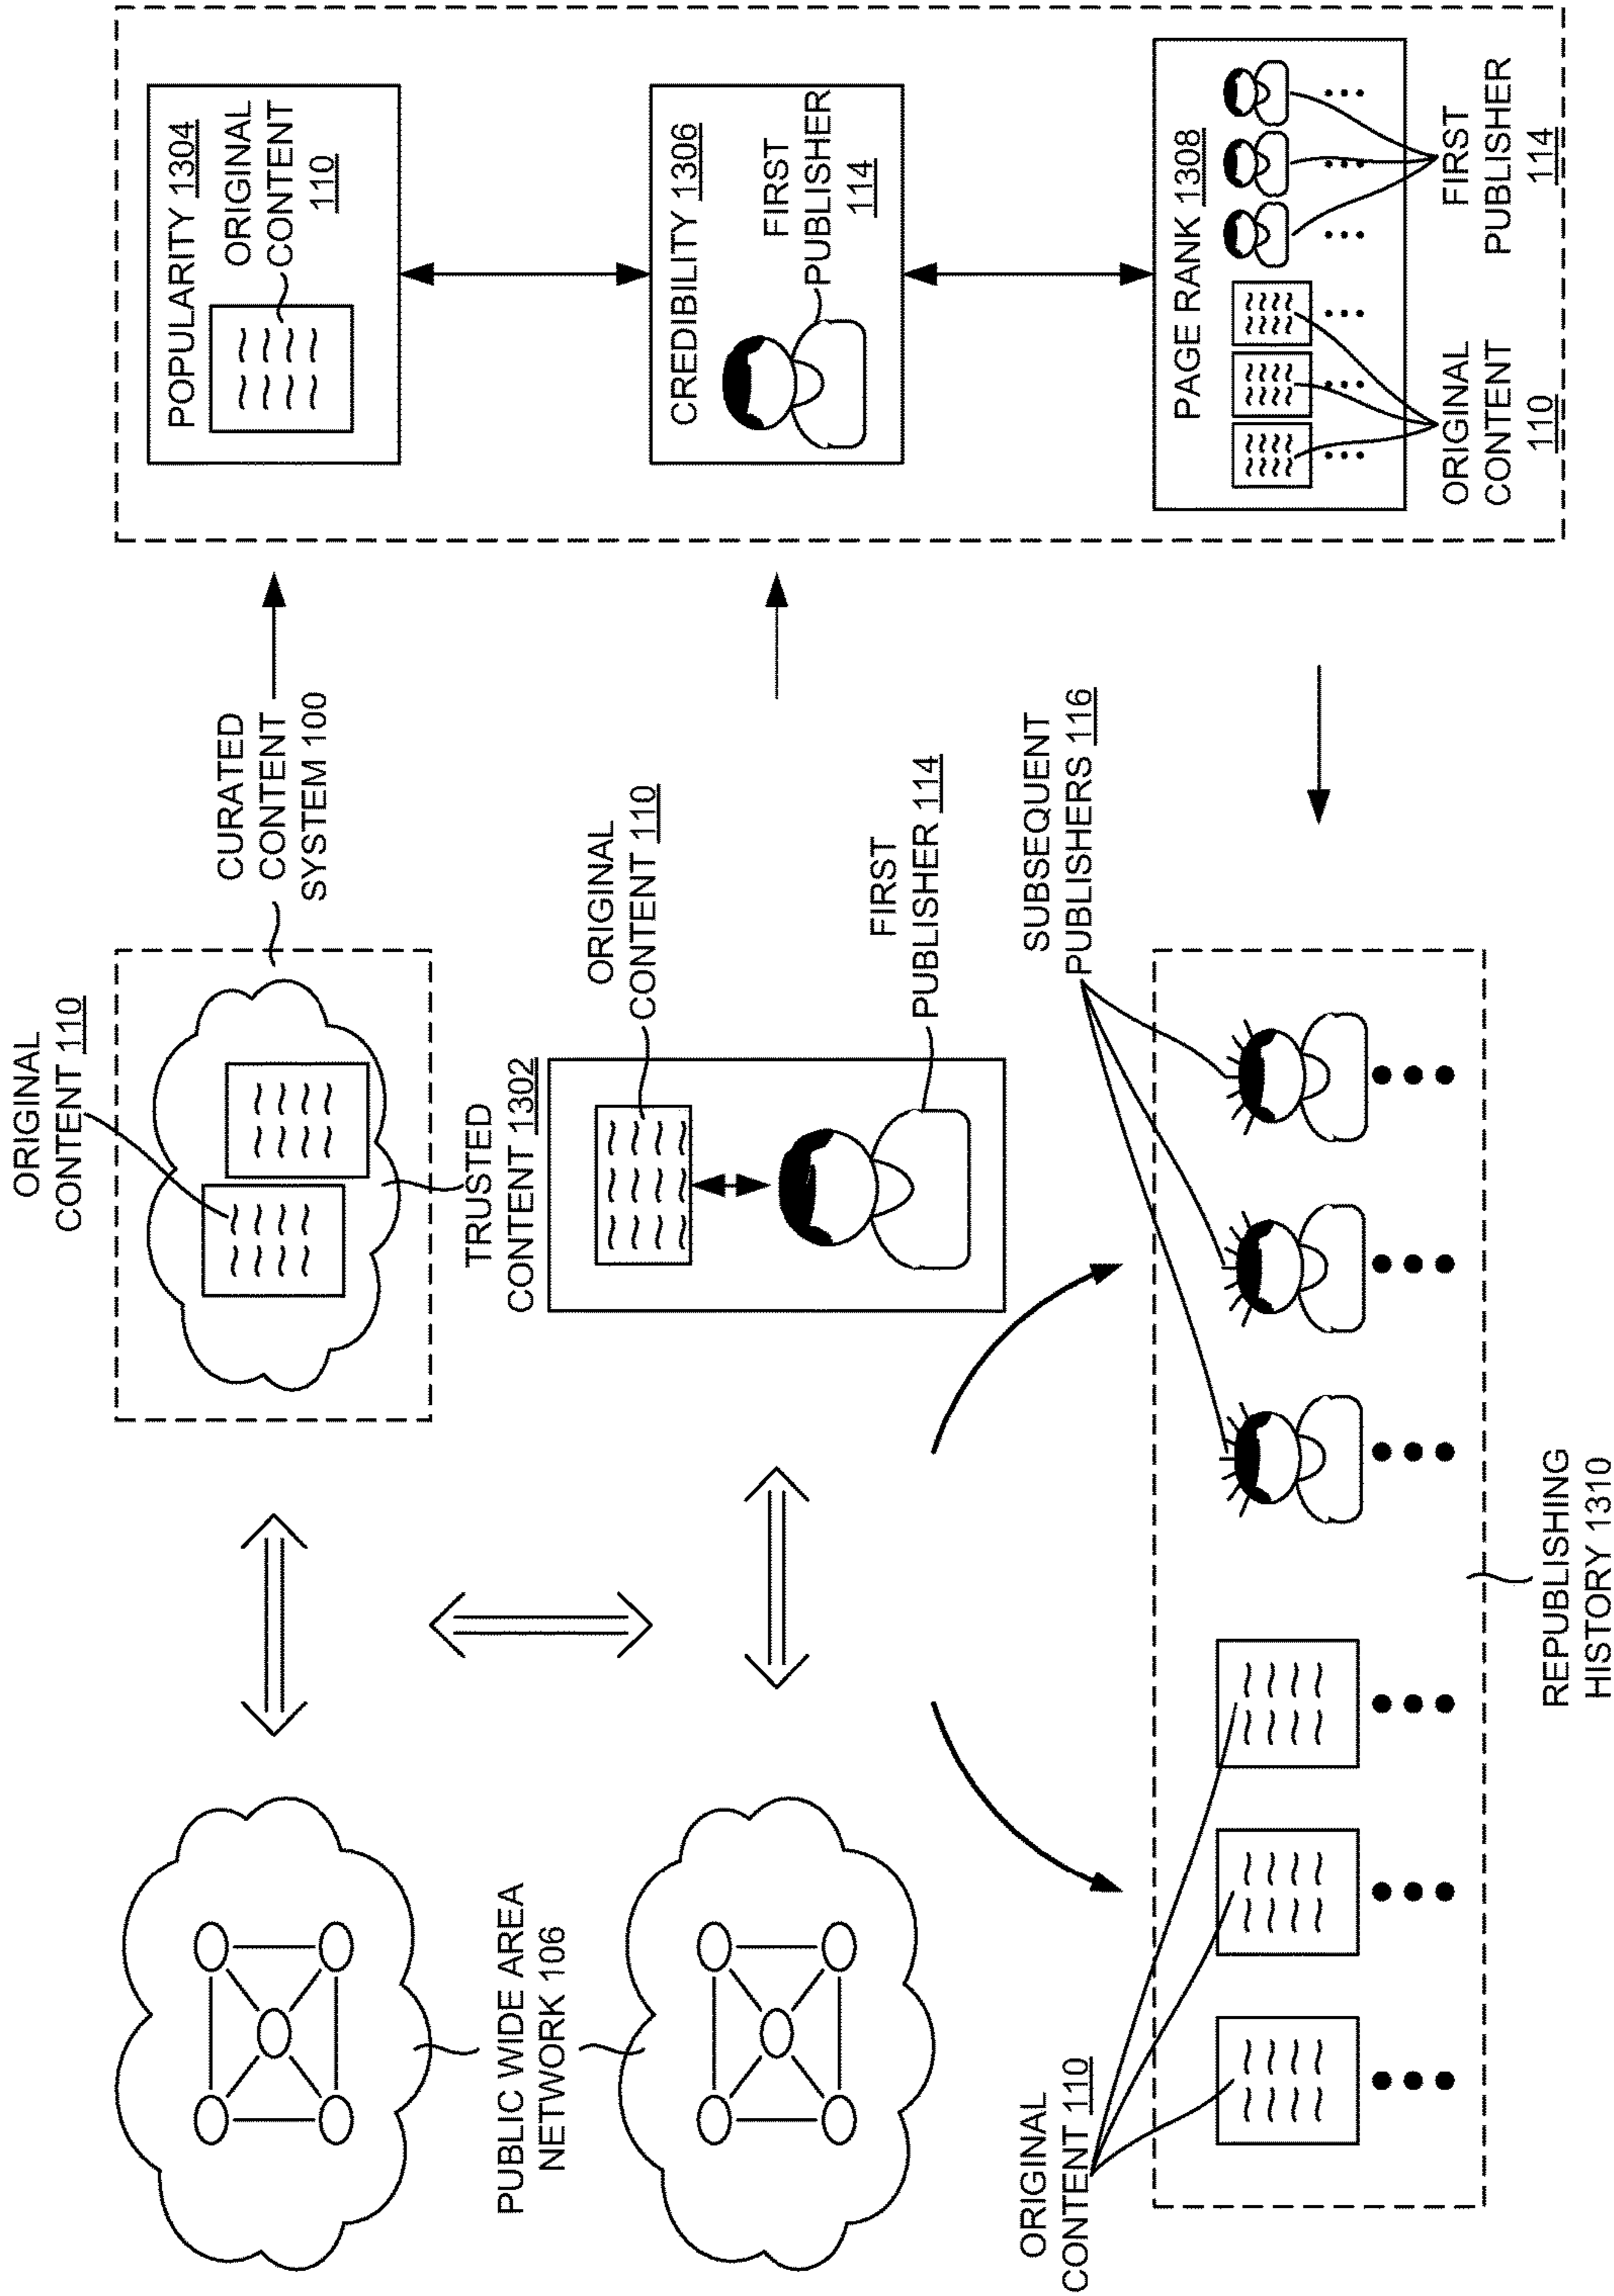 ORIGINAL
CONTENT 110
CURATED
CONTENT
SYSTEM 100
POPULARITY 1304
ORIGINAL
CONTENT
110
PUBLIC WIDE AREA
NETWORK 106
TRUSTED
CONTENT 1302
ORIGINAL
CONTENT 110
FIRST
PUBLISHER 114
CREDIBILITY 1306
FIRST
PUBLISHER
114
ORIGINAL
CONTENT 110
SUBSEQUENT
PUBLISHERS 116
PAGE RANK 1308
ORIGINAL
CONTENT
110
FIRST
PUBLISHER
114
REPUBLISHING
HISTORY 1310